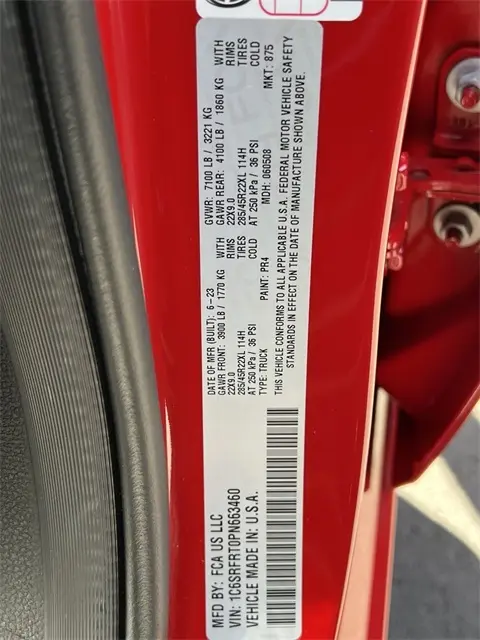 MFD BY: FCA US LLC
VIN: 1C6SRFRT0PN663460
VEHICLE MADE IN: U.S.A.
DATE OF MFR (BUILT): 6-23
GVWR: 7100 LB / 3221 KG
GAWR FRONT: 3900 LB / 1770 KG WITH
22X9.0 RIMS
285/45R22XL 114H TIRES
AT 250 kPa / 36 PSI COLD
GAWR REAR: 4100 LB / 1860 KG WITH
22X9.0 RIMS
285/45R22XL 114H TIRES
AT 250 kPa / 36 PSI COLD
TYPE: TRUCK PAINT: PR4 MDH: 060508 MKT: 875
THIS VEHICLE CONFORMS TO ALL APPLICABLE U.S.A. FEDERAL MOTOR VEHICLE SAFETY
STANDARDS IN EFFECT ON THE DATE OF MANUFACTURE SHOWN ABOVE.